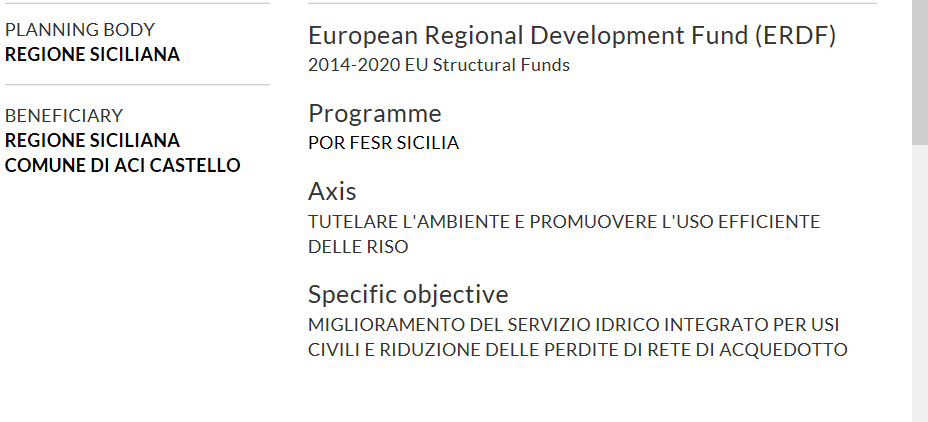 PLANNING BODY
REGIONE SICILIANA
BENEFICIARY
REGIONE SICILIANA
COMUNE DI ACI CASTELLO
European Regional Development Fund (ERDF)
2014-2020 EU Structural Funds
Programme
POR FESR SICILIA
Axis
TUTELARE L'AMBIENTE E PROMUOVERE L'USO EFFICIENTE
DELLE RISO
Specific objective
MIGLIORAMENTO DEL SERVIZIO IDRICO INTEGRATO PER USI
CIVILI E RIDUZIONE DELLE PERDITE DI RETE DI ACQUEDOTTO